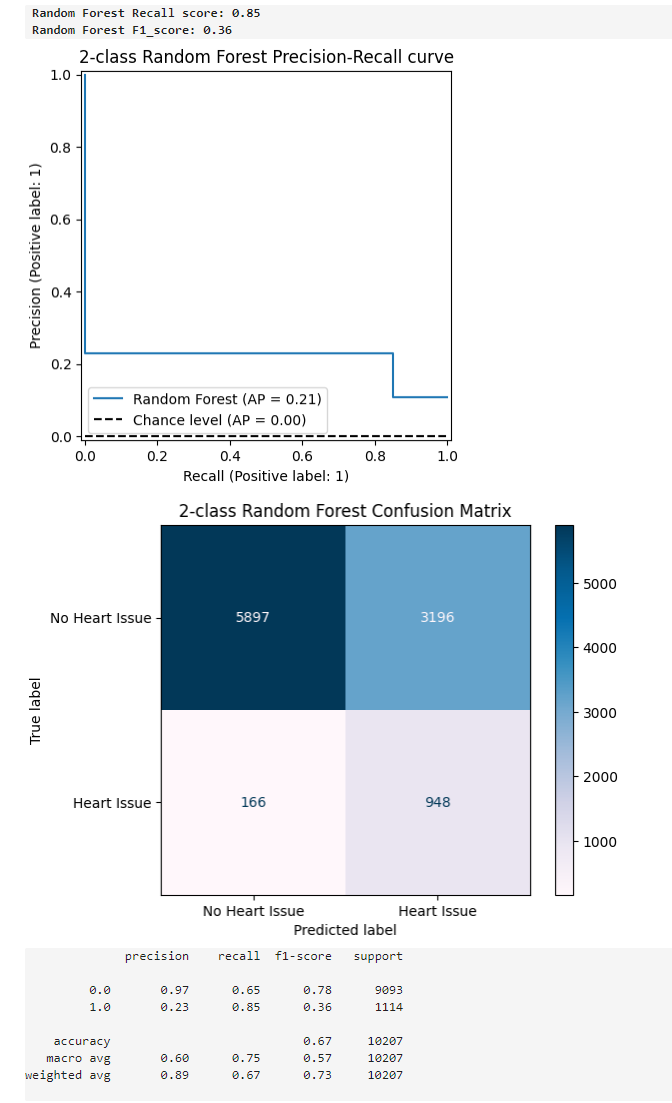 Random Forest Recall score: 0.85
Random Forest F1_score: 0.36
2-class Random Forest Precision-Recall curve
1.0
0.8
0.6
0.4
0.2
0.0
Precision (Positive label: 1)
Random Forest (AP = 0.21)
Chance level (AP = 0.00)
0.0 0.2 0.4 0.6 0.8 1.0
Recall (Positive label: 1)
2-class Random Forest Confusion Matrix
True label
No Heart Issue 5897 3196
Heart Issue 166 948
No Heart Issue Heart Issue
Predicted label
5000
4000
3000
2000
1000
precision recall f1-score support
0.0 0.97 0.65 0.78 9093
1.0 0.23 0.85 0.36 1114
accuracy 0.67 10207
macro avg 0.60 0.75 0.57 10207
weighted avg 0.89 0.67 0.73 10207